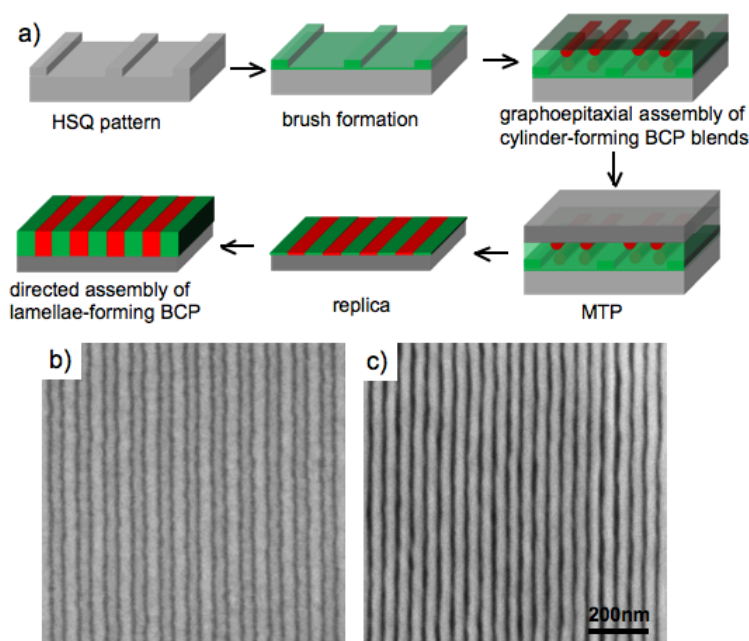 a)
HSQ pattern
brush formation
graphoepitaxial assembly of
cylinder-forming BCP blends
directed assembly of
lamellae-forming BCP
replica
MTP
b)
c)
200nm